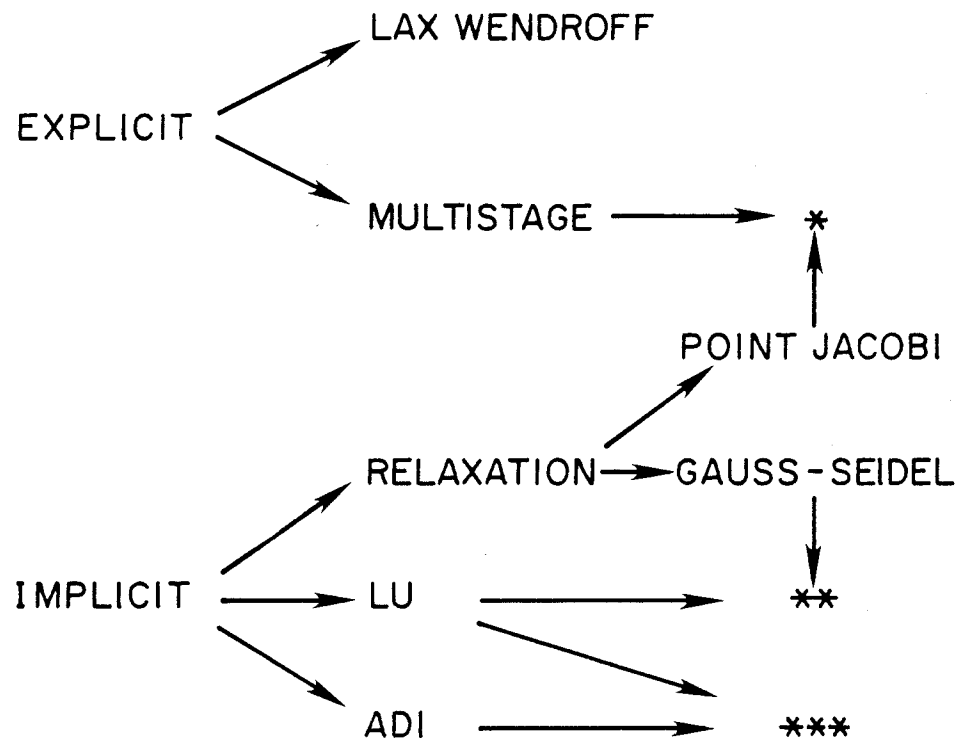 LAX WENDROFF
EXPLICIT
MULTISTAGE *
POINT JACOBI
RELAXATION GAUSS-SEIDEL
IMPLICIT LU **
ADI ***